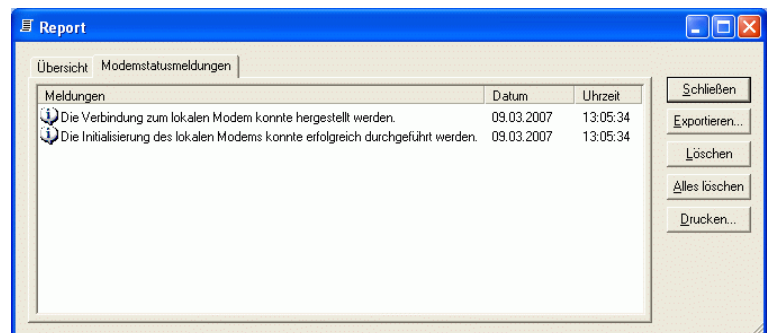 Report
Übersicht Modemstatusmeldungen
Meldungen Datum Uhrzeit
Die Verbindung zum lokalen Modem konnte hergestellt werden. 09.03.2007 13:05:34
Die Initialisierung des lokalen Modems konnte erfolgreich durchgeführt werden. 09.03.2007 13:05:34
Schließen
Exportieren...
Löschen
Alles löschen
Drucken...